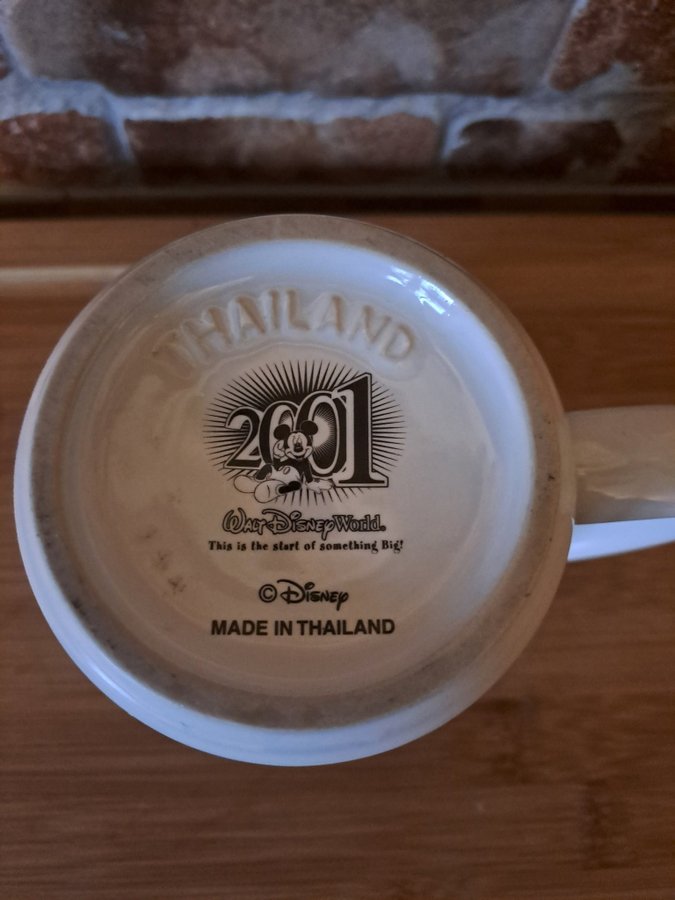 THAILAND
2001
Walt Disney World®
This is the start of something Big!
© Disney
MADE IN THAILAND